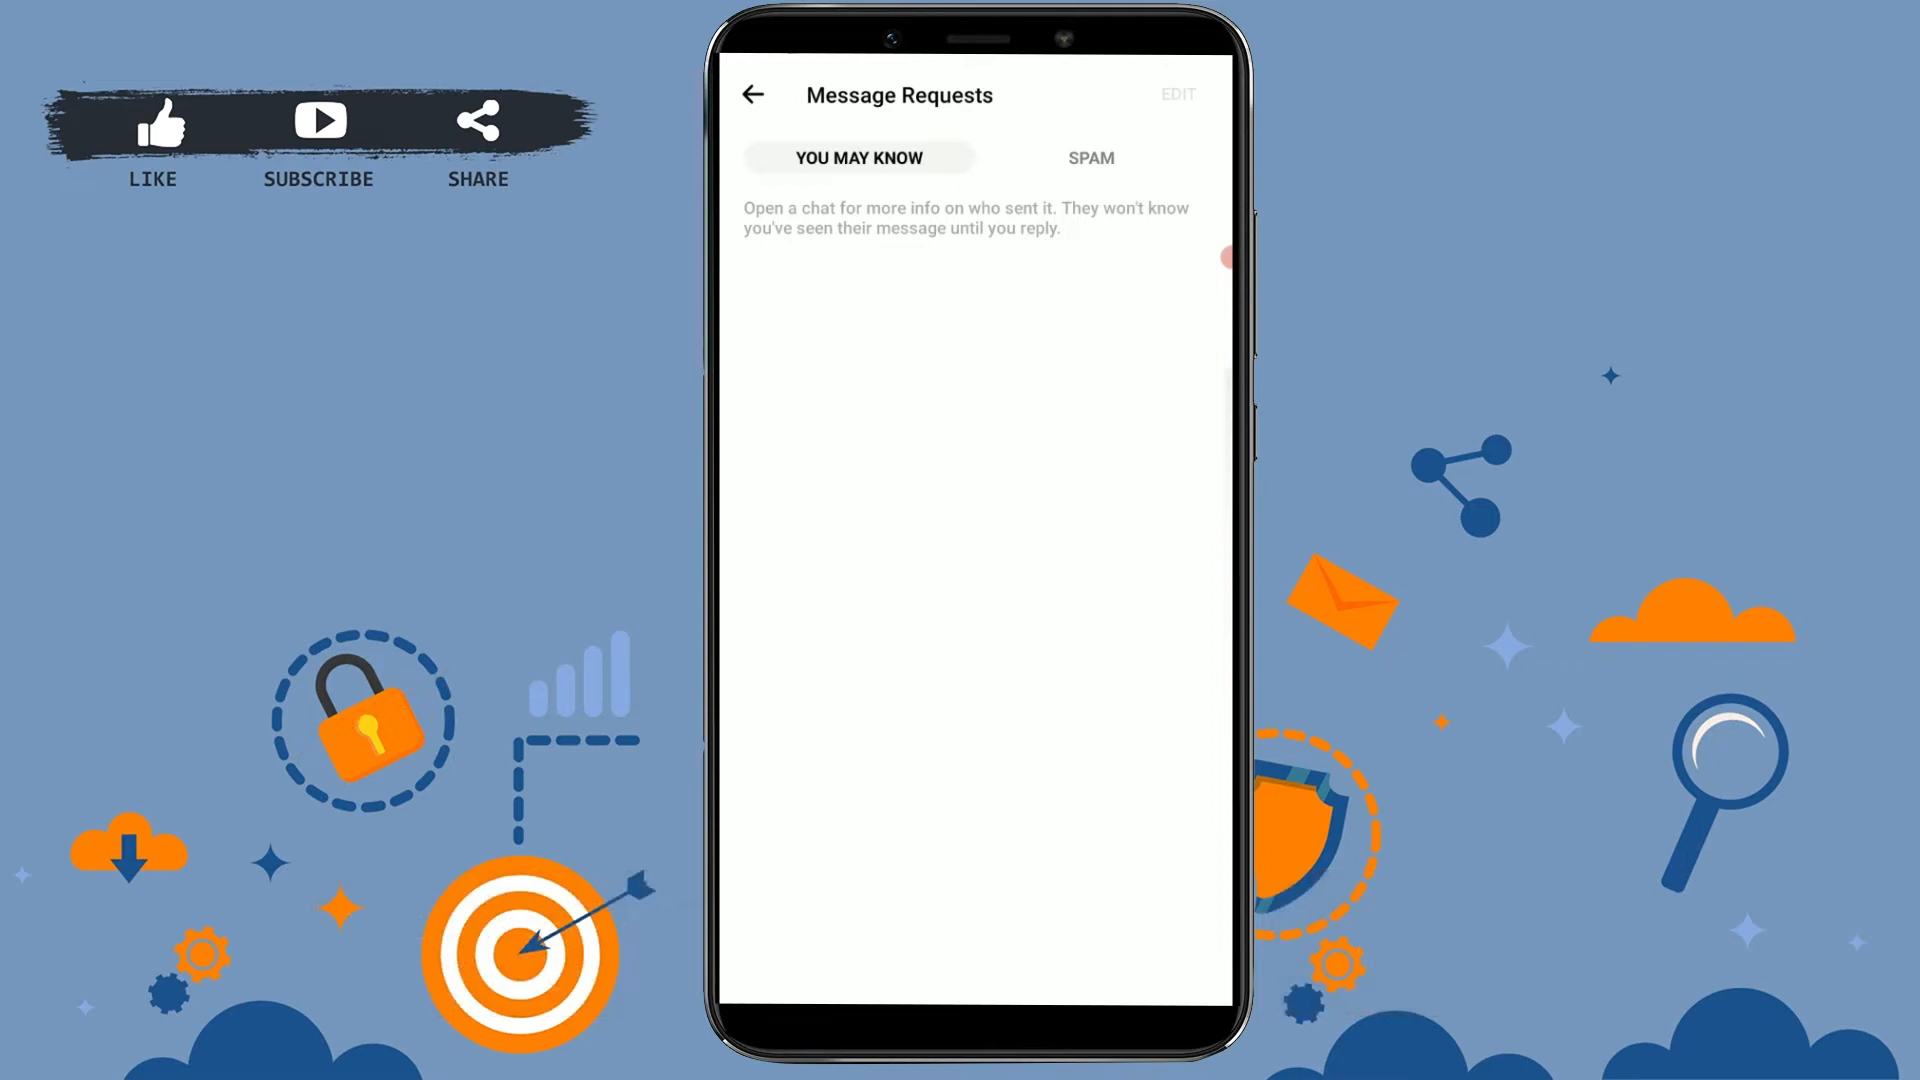 LIKE
SUBSCRIBE
SHARE
Message Requests
EDIT
YOU MAY KNOW
SPAM
Open a chat for more info on who sent it. They won't know
you've seen their message until you reply.